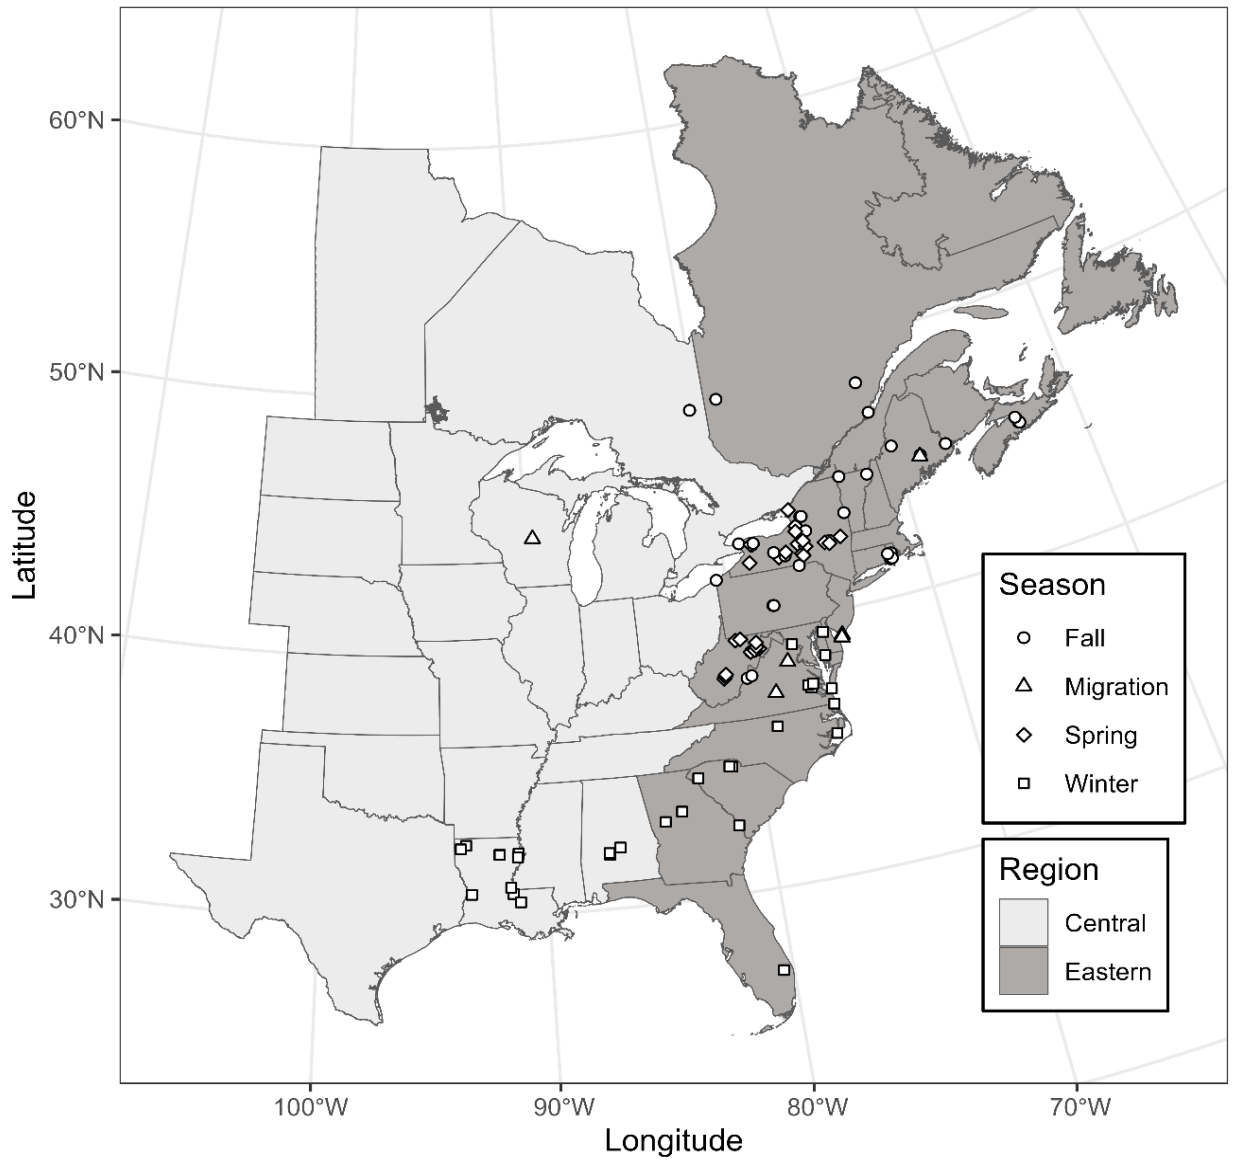 60°N
50°N
40°N
30°N
Latitude
100°W
90°W
80°W
70°W
Longitude
Season
Fall
Migration
Spring
Winter
Region
Central
Eastern